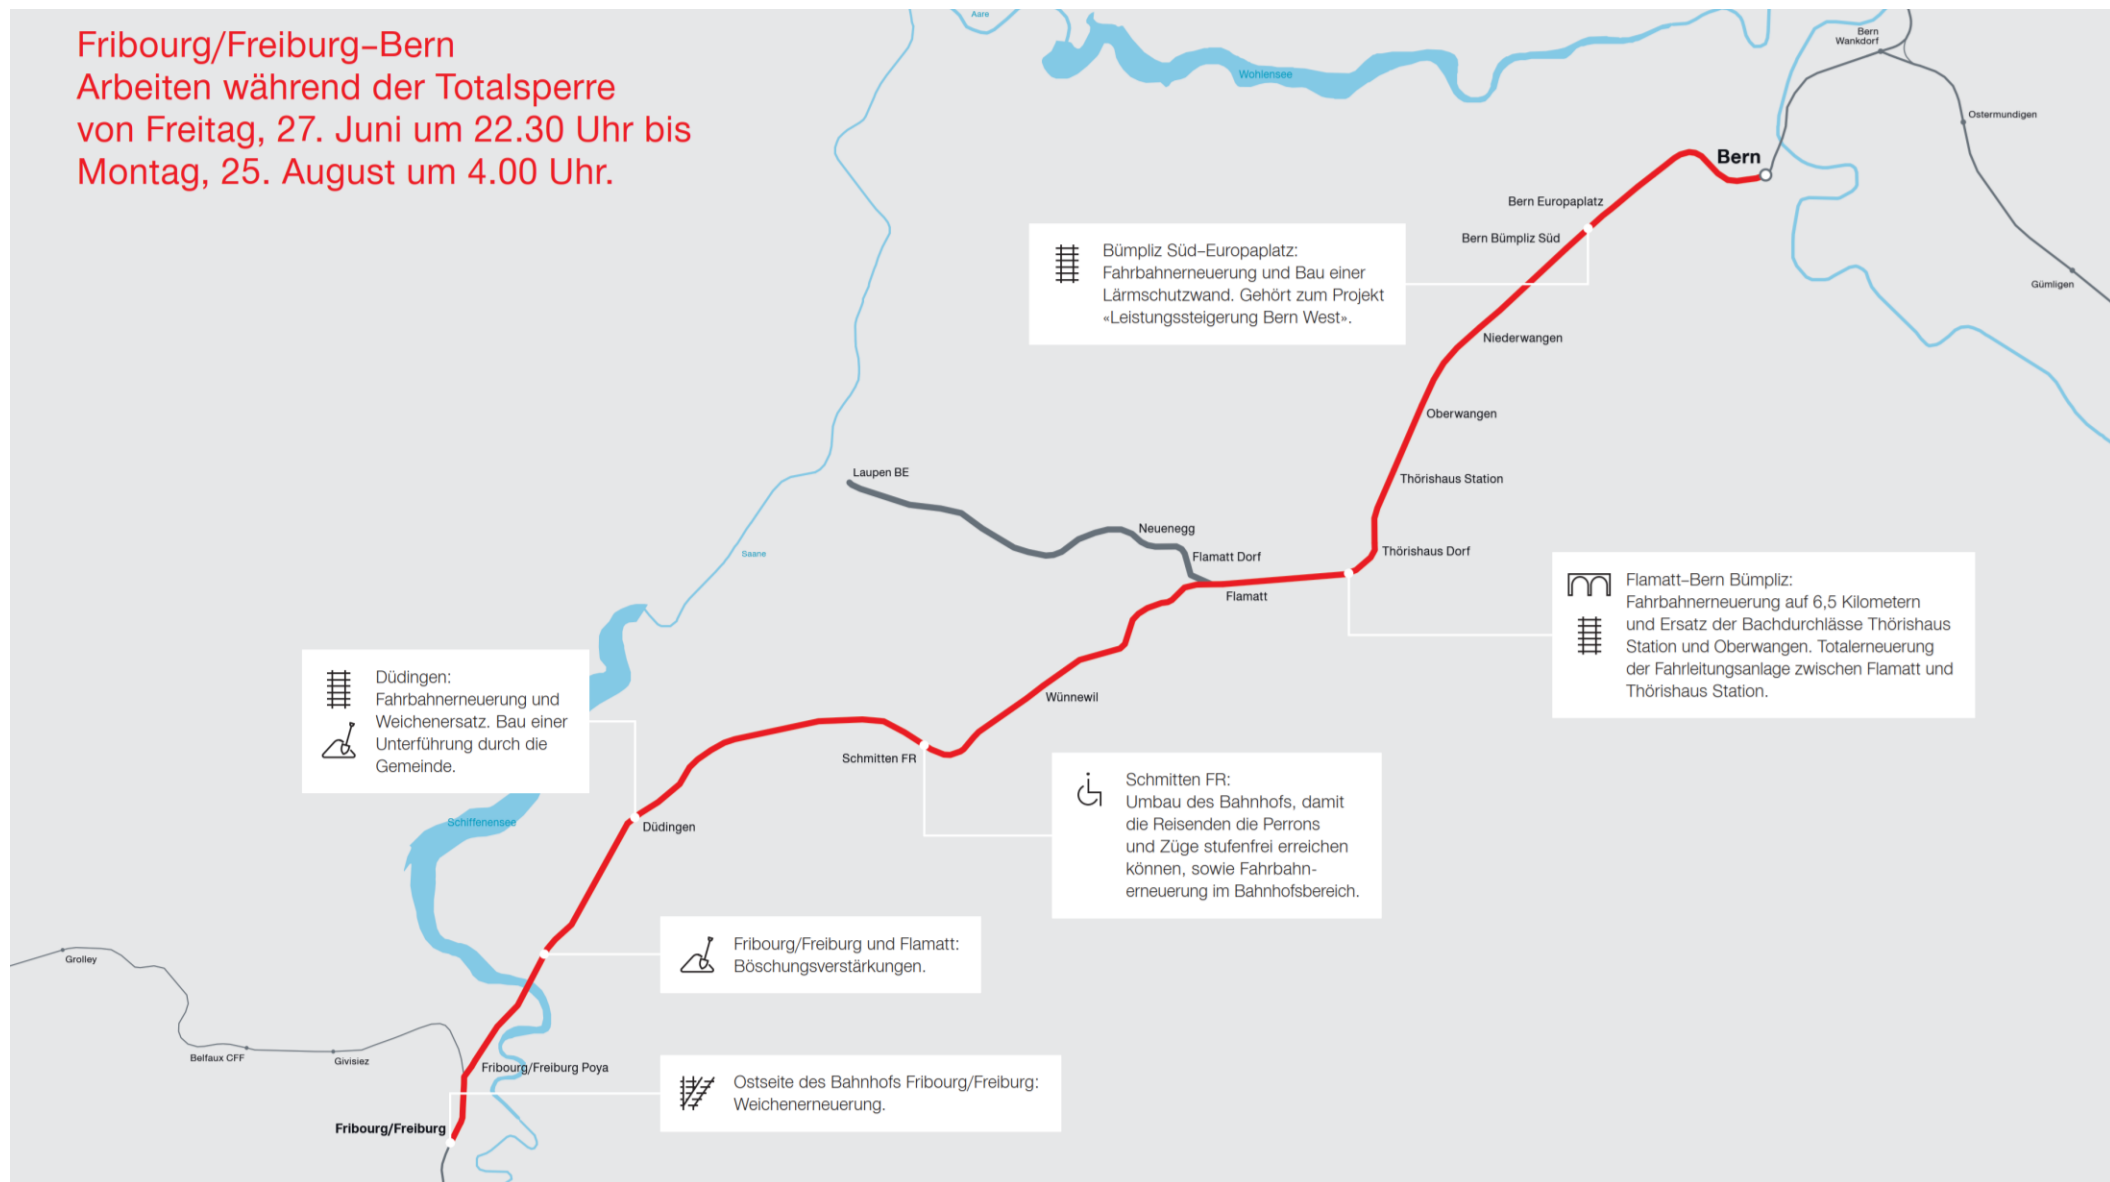 Fribourg/Freiburg–Bern
Arbeiten während der Totalsperre
von Freitag, 27. Juni um 22.30 Uhr bis
Montag, 25. August um 4.00 Uhr.
Aare
Wohlensee
Bern
Wankdorf
Ostermundigen
Gümligen
Bern
Bern Europaplatz
Bern Bümpliz Süd
Bümpliz Süd–Europaplatz:
Fahrbahnerneuerung und Bau einer
Lärmschutzwand. Gehört zum Projekt
«Leistungssteigerung Bern West».
Niederwangen
Oberwangen
Thörishaus Station
Thörishaus Dorf
Laupen BE
Neuenegg
Flamatt Dorf
Flamatt
Saane
Flamatt–Bern Bümpliz:
Fahrbahnerneuerung auf 6,5 Kilometern
und Ersatz der Bachdurchlässe Thörishaus
Station und Oberwangen. Totalerneuerung
der Fahrleitungsanlage zwischen Flamatt und
Thörishaus Station.
Düdingen:
Fahrbahnerneuerung und
Weichenersatz. Bau einer
Unterführung durch die
Gemeinde.
Wünnewil
Schmitten FR
Schmitten FR:
Umbau des Bahnhofs, damit
die Reisenden die Perrons
und Züge stufenfrei erreichen
können, sowie Fahrbahn-
erneuerung im Bahnhofsbereich.
Schiffenensee
Düdingen
Fribourg/Freiburg und Flamatt:
Böschungsverstärkungen.
Grolley
Belfaux CFF
Givisiez
Fribourg/Freiburg Poya
Ostseite des Bahnhofs Fribourg/Freiburg:
Weichenerneuerung.
Fribourg/Freiburg